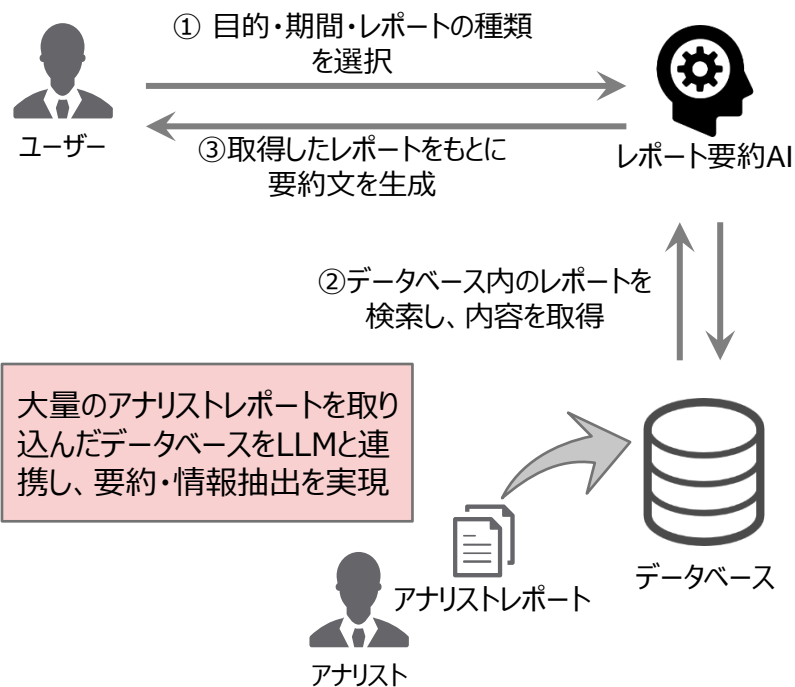 ① 目的・期間・レポートの種類
を選択
ユーザー
③取得したレポートをもとに
要約文を生成
レポート要約AI
②データベース内のレポートを
検索し、内容を取得
大量のアナリストレポートを取り
込んだデータベースをLLMと連
携し、要約・情報抽出を実現
データベース
アナリストレポート
アナリスト